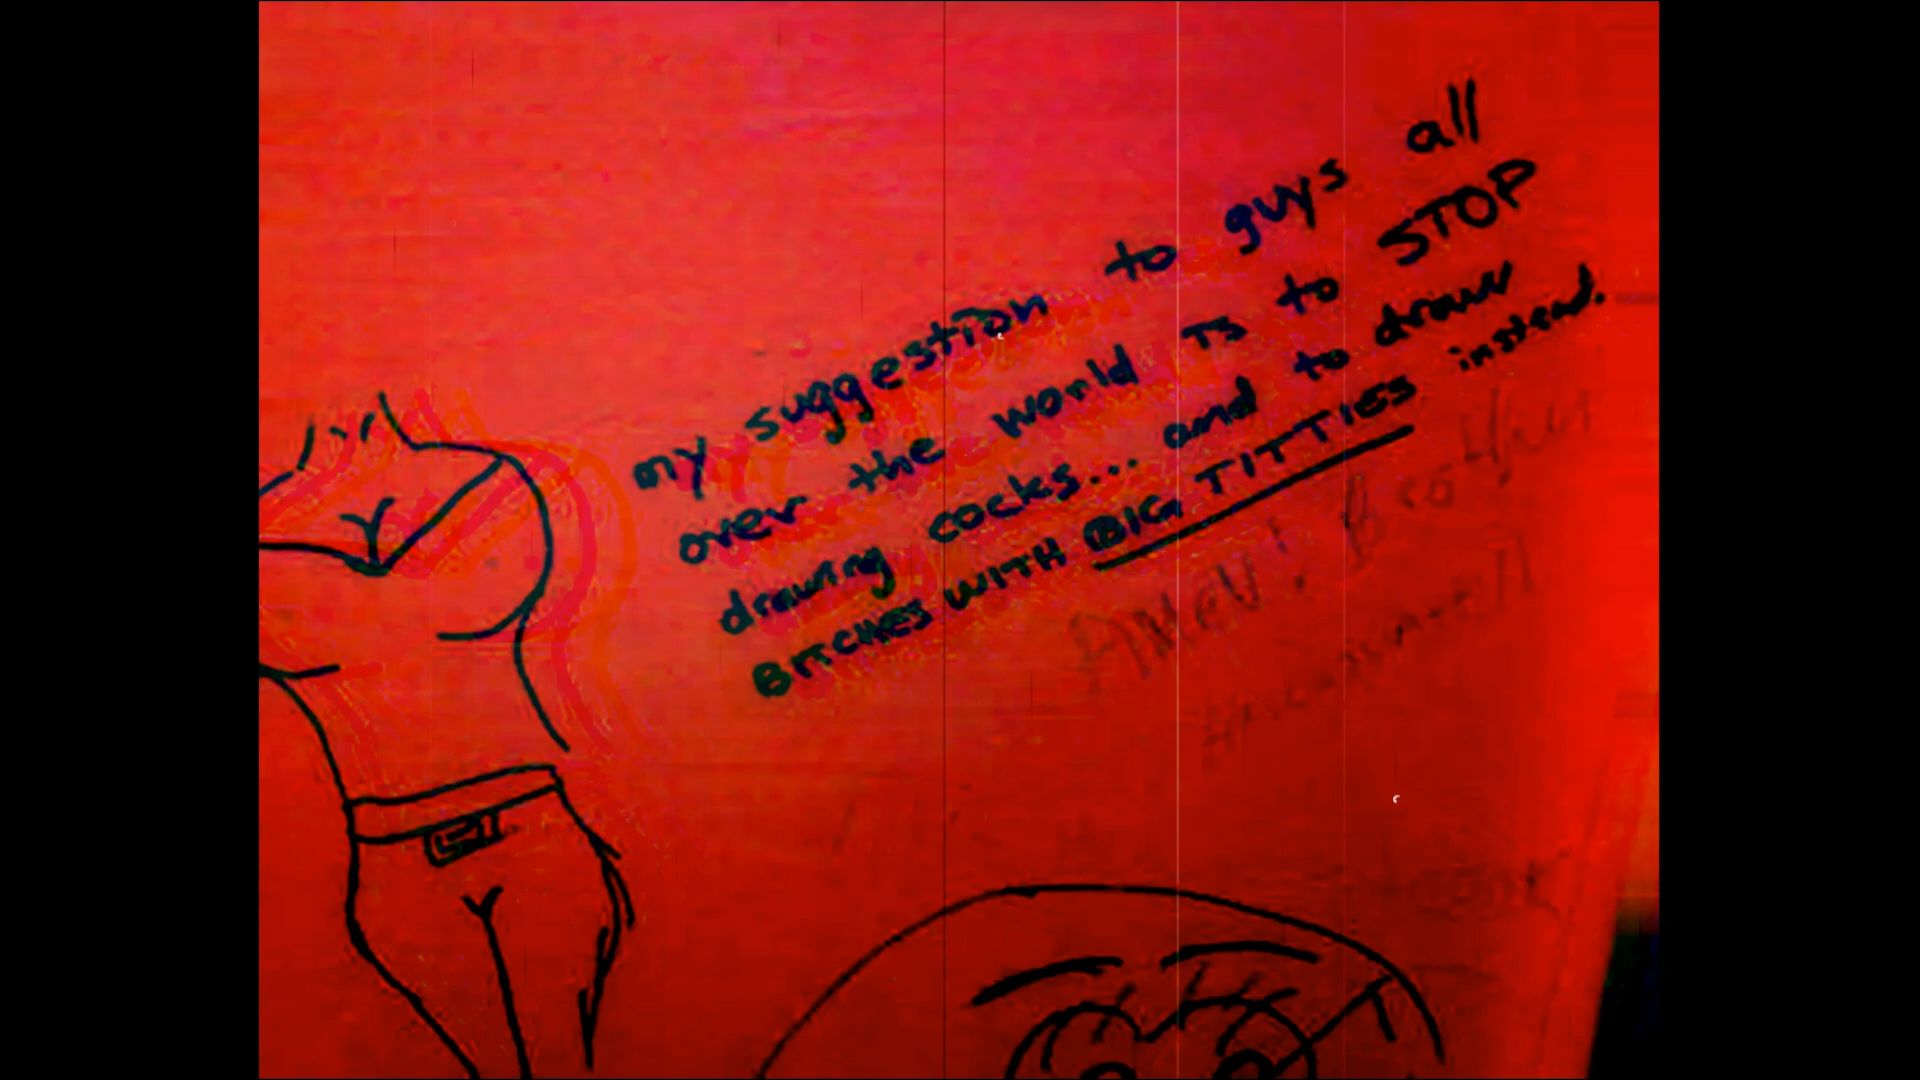 my suggestion to guys all
over the world is to STOP
drawing cocks... and to draw
BITCHES WITH BIG TITTIES instead.
AMEN!